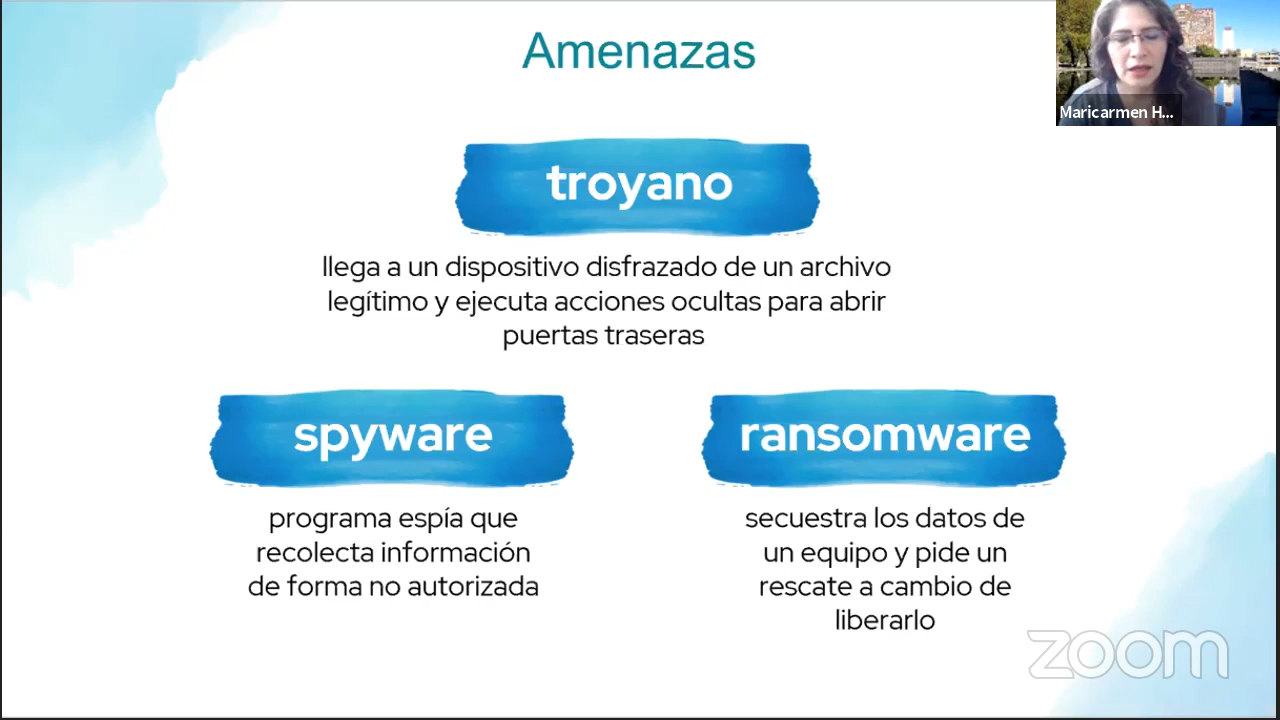 Amenazas
Maricarmen H...
troyano
llega a un dispositivo disfrazado de un archivo
legítimo y ejecuta acciones ocultas para abrir
puertas traseras
spyware
programa espía que
recolecta información
de forma no autorizada
ransomware
secuestra los datos de
un equipo y pide un
rescate a cambio de
liberarlo
zoom